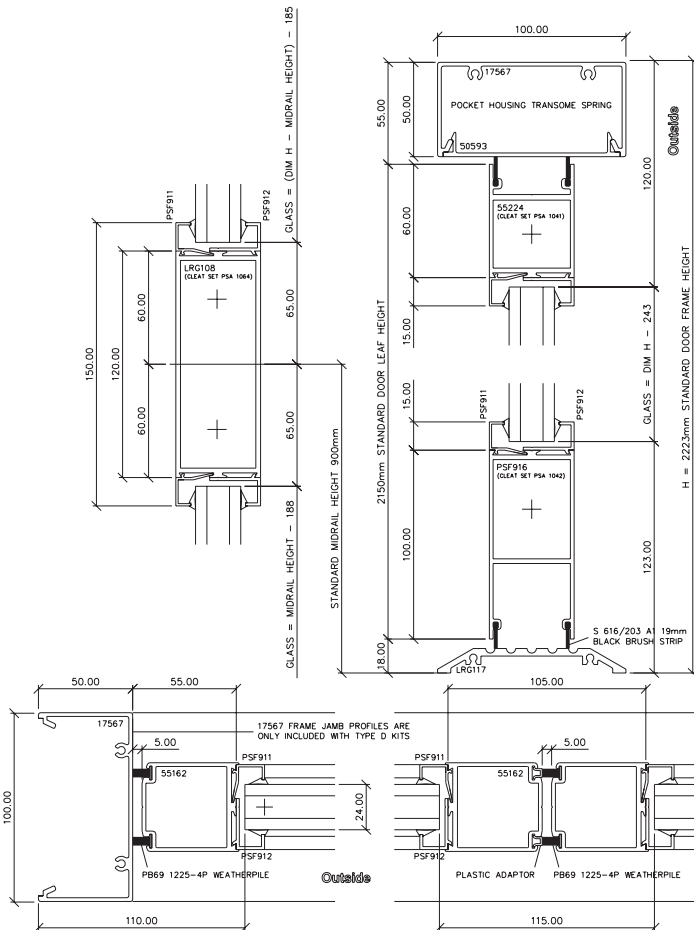 GLASS = (DIM H - MIDRAIL HEIGHT) - 185
PSF911
PSF912
LRG108
(CLEAT SET PSA 1064)
150.00
120.00
60.00
60.00
65.00
65.00
GLASS = MIDRAIL HEIGHT - 188
STANDARD MIDRAIL HEIGHT 900mm
100.00
17567
POCKET HOUSING TRANSOME SPRING
50593
55.00
50.00
Outside
120.00
55224
(CLEAT SET PSA 1041)
60.00
15.00
2150mm STANDARD DOOR LEAF HEIGHT
GLASS = DIM H - 243
H = 2223mm STANDARD DOOR FRAME HEIGHT
15.00
PSF911
PSF912
PSF916
(CLEAT SET PSA 1042)
100.00
123.00
S 616/203 A1 19mm
BLACK BRUSH STRIP
18.00
LRG117
50.00
55.00
17567
17567 FRAME JAMB PROFILES ARE
ONLY INCLUDED WITH TYPE D KITS
5.00
PSF911
55162
100.00
24.00
PSF912
PB69 1225-4P WEATHERPILE
Outside
110.00
105.00
PSF911
55162
5.00
PSF912
PLASTIC ADAPTOR
PB69 1225-4P WEATHERPILE
115.00